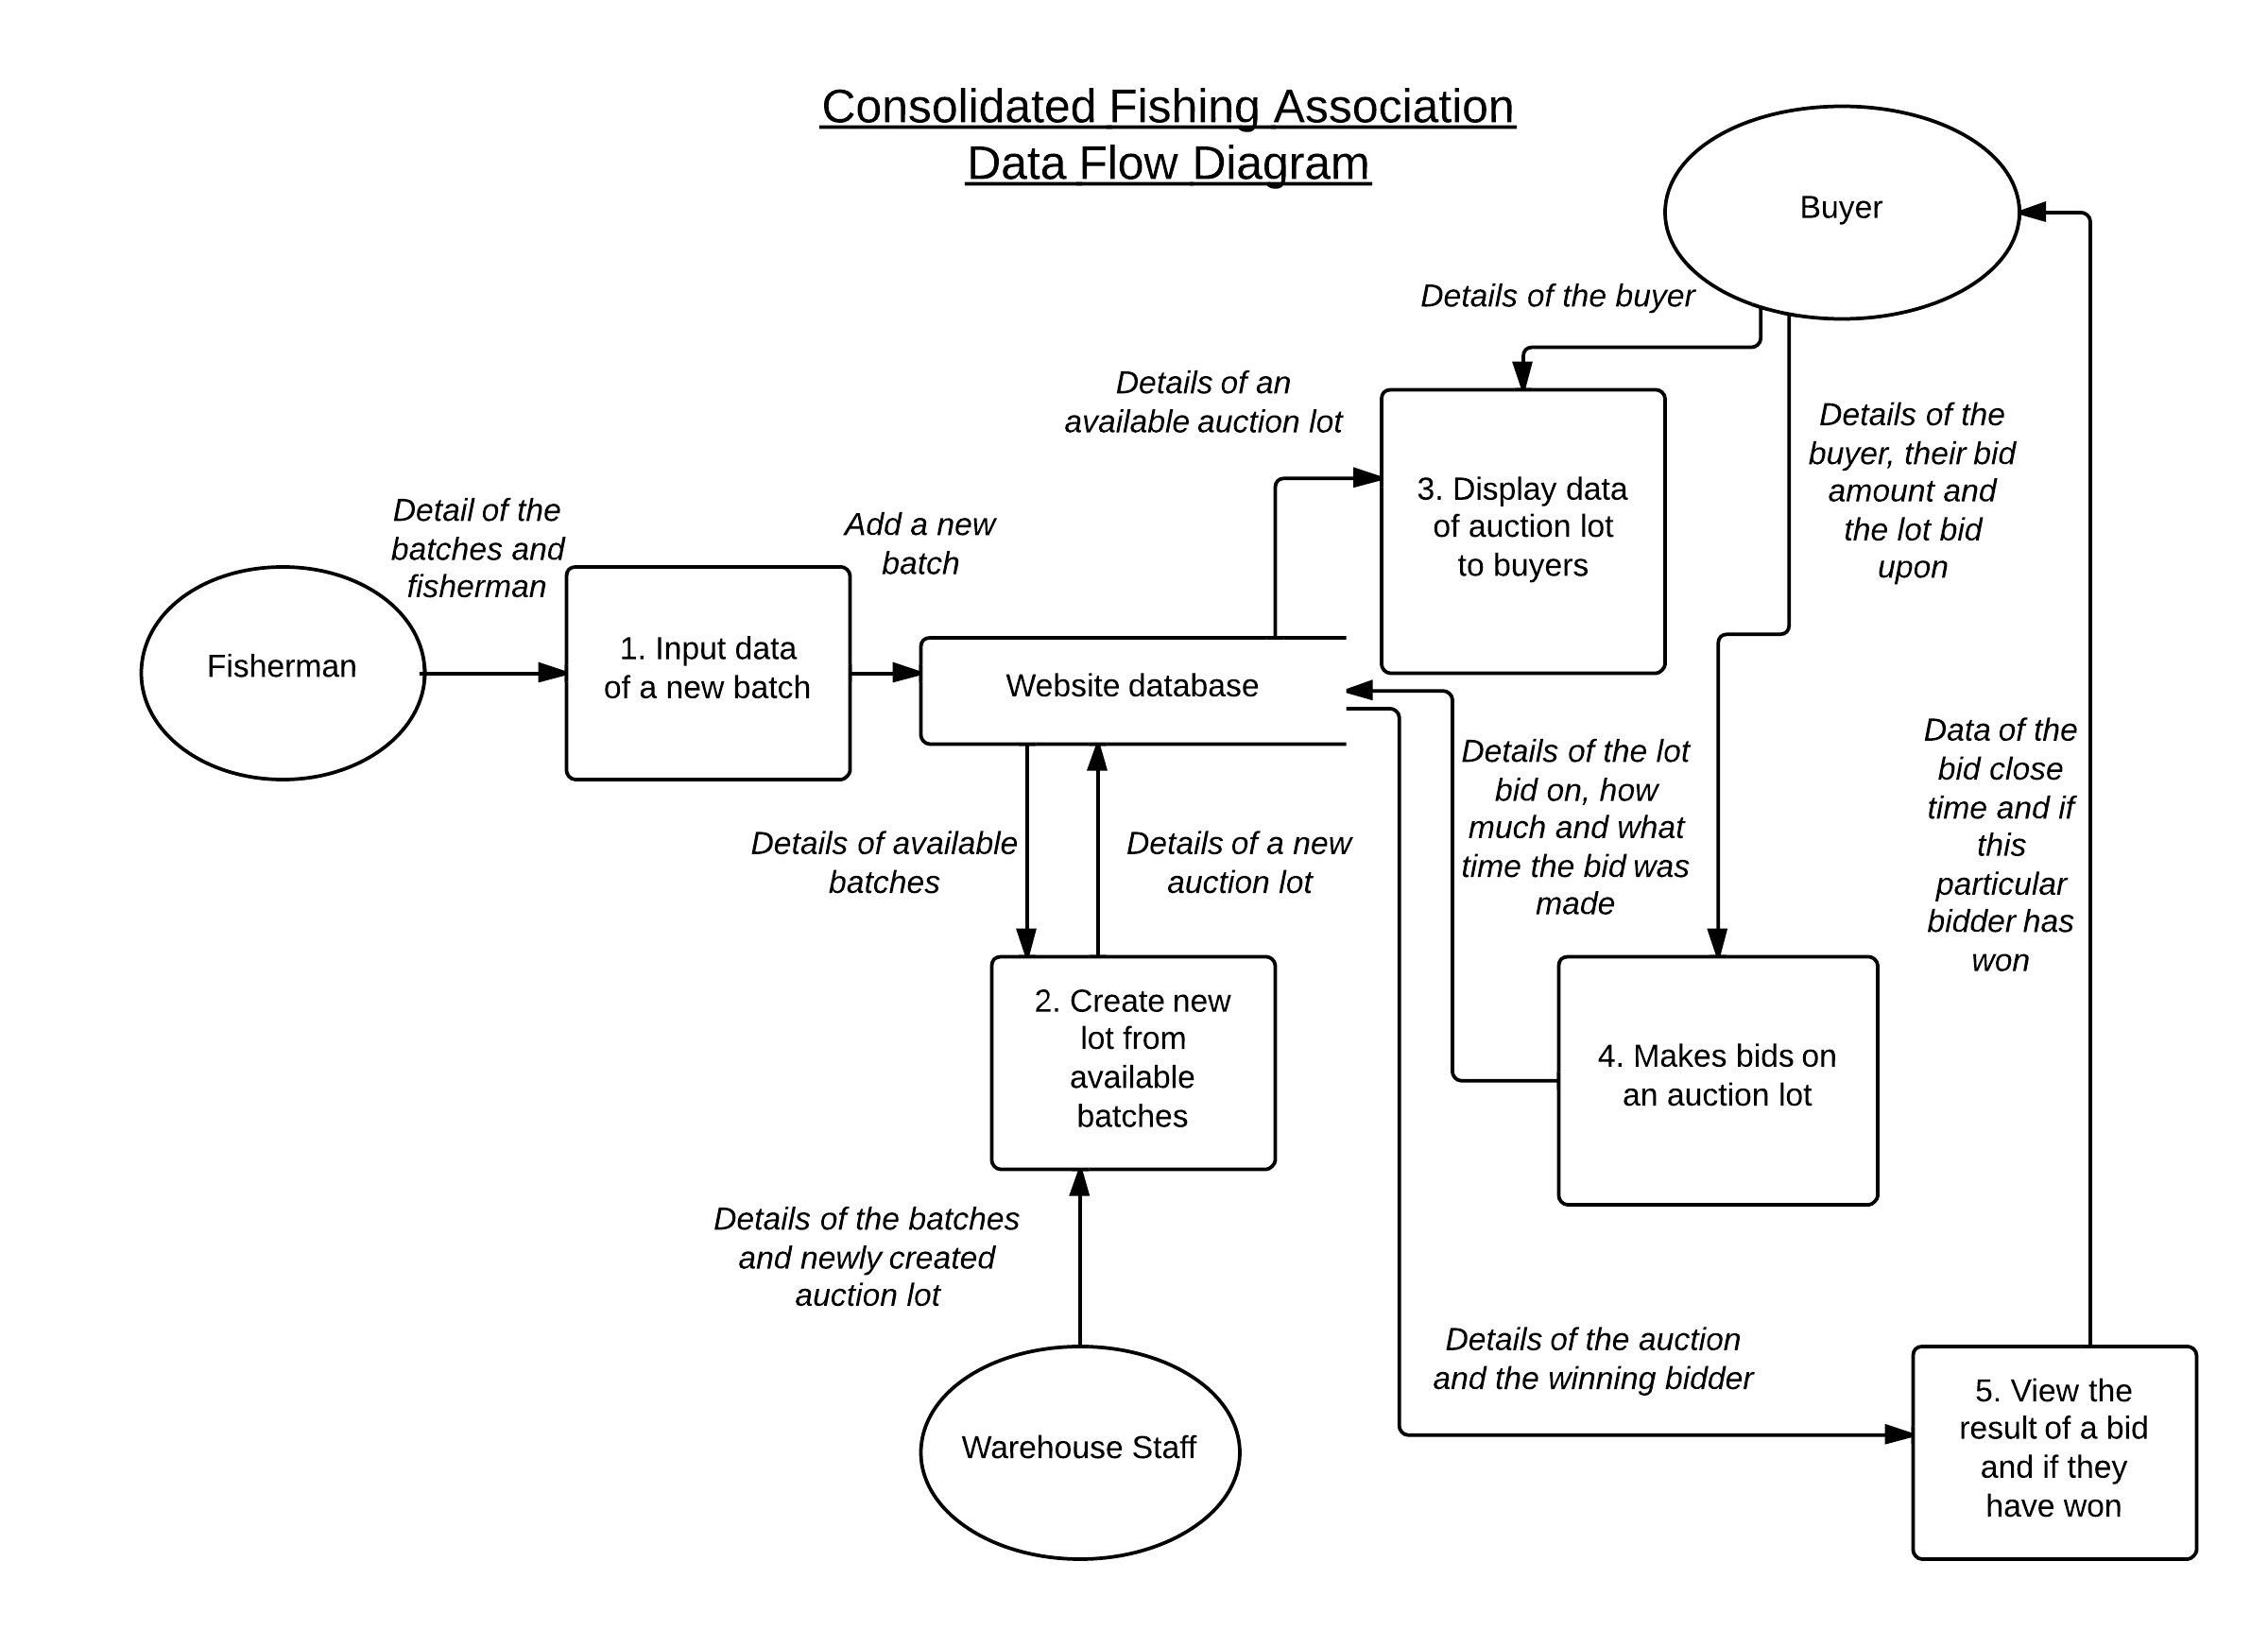 Consolidated Fishing Association
Data Flow Diagram
Buyer
Details of the buyer
Details of an
available auction lot
Details of the
buyer, their bid
amount and
the lot bid
upon
3. Display data
of auction lot
to buyers
Detail of the
batches and
fisherman
Add a new
batch
Fisherman
1. Input data
of a new batch
Website database
Details of the lot
bid on, how
much and what
time the bid was
made
Data of the
bid close
time and if
this
particular
bidder has
won
Details of available
batches
Details of a new
auction lot
2. Create new
lot from
available
batches
4. Makes bids on
an auction lot
Details of the batches
and newly created
auction lot
Details of the auction
and the winning bidder
Warehouse Staff
5. View the
result of a bid
and if they
have won